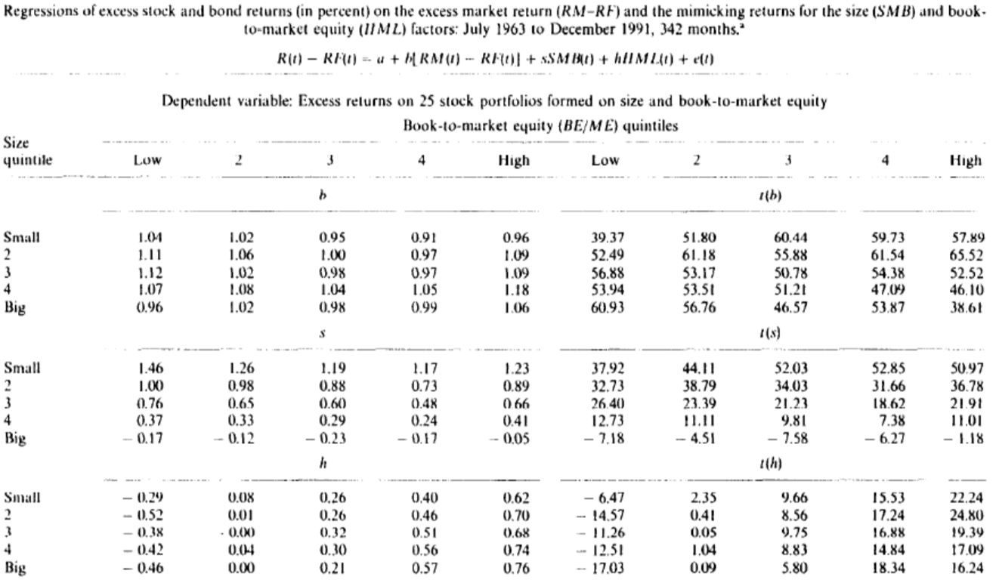 Regressions of excess stock and bond returns (in percent) on the excess market return (RM–RF) and the mimicking returns for the size (SMB) and book-
to-market equity (HML) factors: July 1963 to December 1991, 342 months.ª
R(t) − RF(t) = a + b[RM(t) − RF(t)] + sSMB(t) + hHML(t) + e(t)
Dependent variable: Excess returns on 25 stock portfolios formed on size and book-to-market equity
Book-to-market equity (BE/ME) quintiles
Size
quintile Low 2 3 4 High Low 2 3 4 High
b t(b)
Small 1.04 1.02 0.95 0.91 0.96 39.37 51.80 60.44 59.73 57.89
2 1.11 1.06 1.00 0.97 1.09 52.49 61.18 55.88 61.54 65.52
3 1.12 1.02 0.98 0.97 1.09 56.88 53.17 50.78 54.38 52.52
4 1.07 1.08 1.04 1.05 1.18 53.94 53.51 51.21 47.09 46.10
Big 0.96 1.02 0.98 0.99 1.06 60.93 56.76 46.57 53.87 38.61
s t(s)
Small 1.46 1.26 1.19 1.17 1.23 37.92 44.11 52.03 52.85 50.97
2 1.00 0.98 0.88 0.73 0.89 32.73 38.79 34.03 31.66 36.78
3 0.76 0.65 0.60 0.48 0.66 26.40 23.39 21.23 18.62 21.91
4 0.37 0.33 0.29 0.24 0.41 12.73 11.11 9.81 7.38 11.01
Big − 0.17 − 0.12 − 0.23 − 0.17 − 0.05 − 7.18 − 4.51 − 7.58 − 6.27 − 1.18
h t(h)
Small − 0.29 0.08 0.26 0.40 0.62 − 6.47 2.35 9.66 15.53 22.24
2 − 0.52 0.01 0.26 0.46 0.70 − 14.57 0.41 8.56 17.24 24.80
3 − 0.38 - 0.00 0.32 0.51 0.68 − 11.26 0.05 9.75 16.88 19.39
4 − 0.42 0.04 0.30 0.56 0.74 − 12.51 1.04 8.83 14.84 17.09
Big − 0.46 0.00 0.21 0.57 0.76 − 17.03 0.09 5.80 18.34 16.24